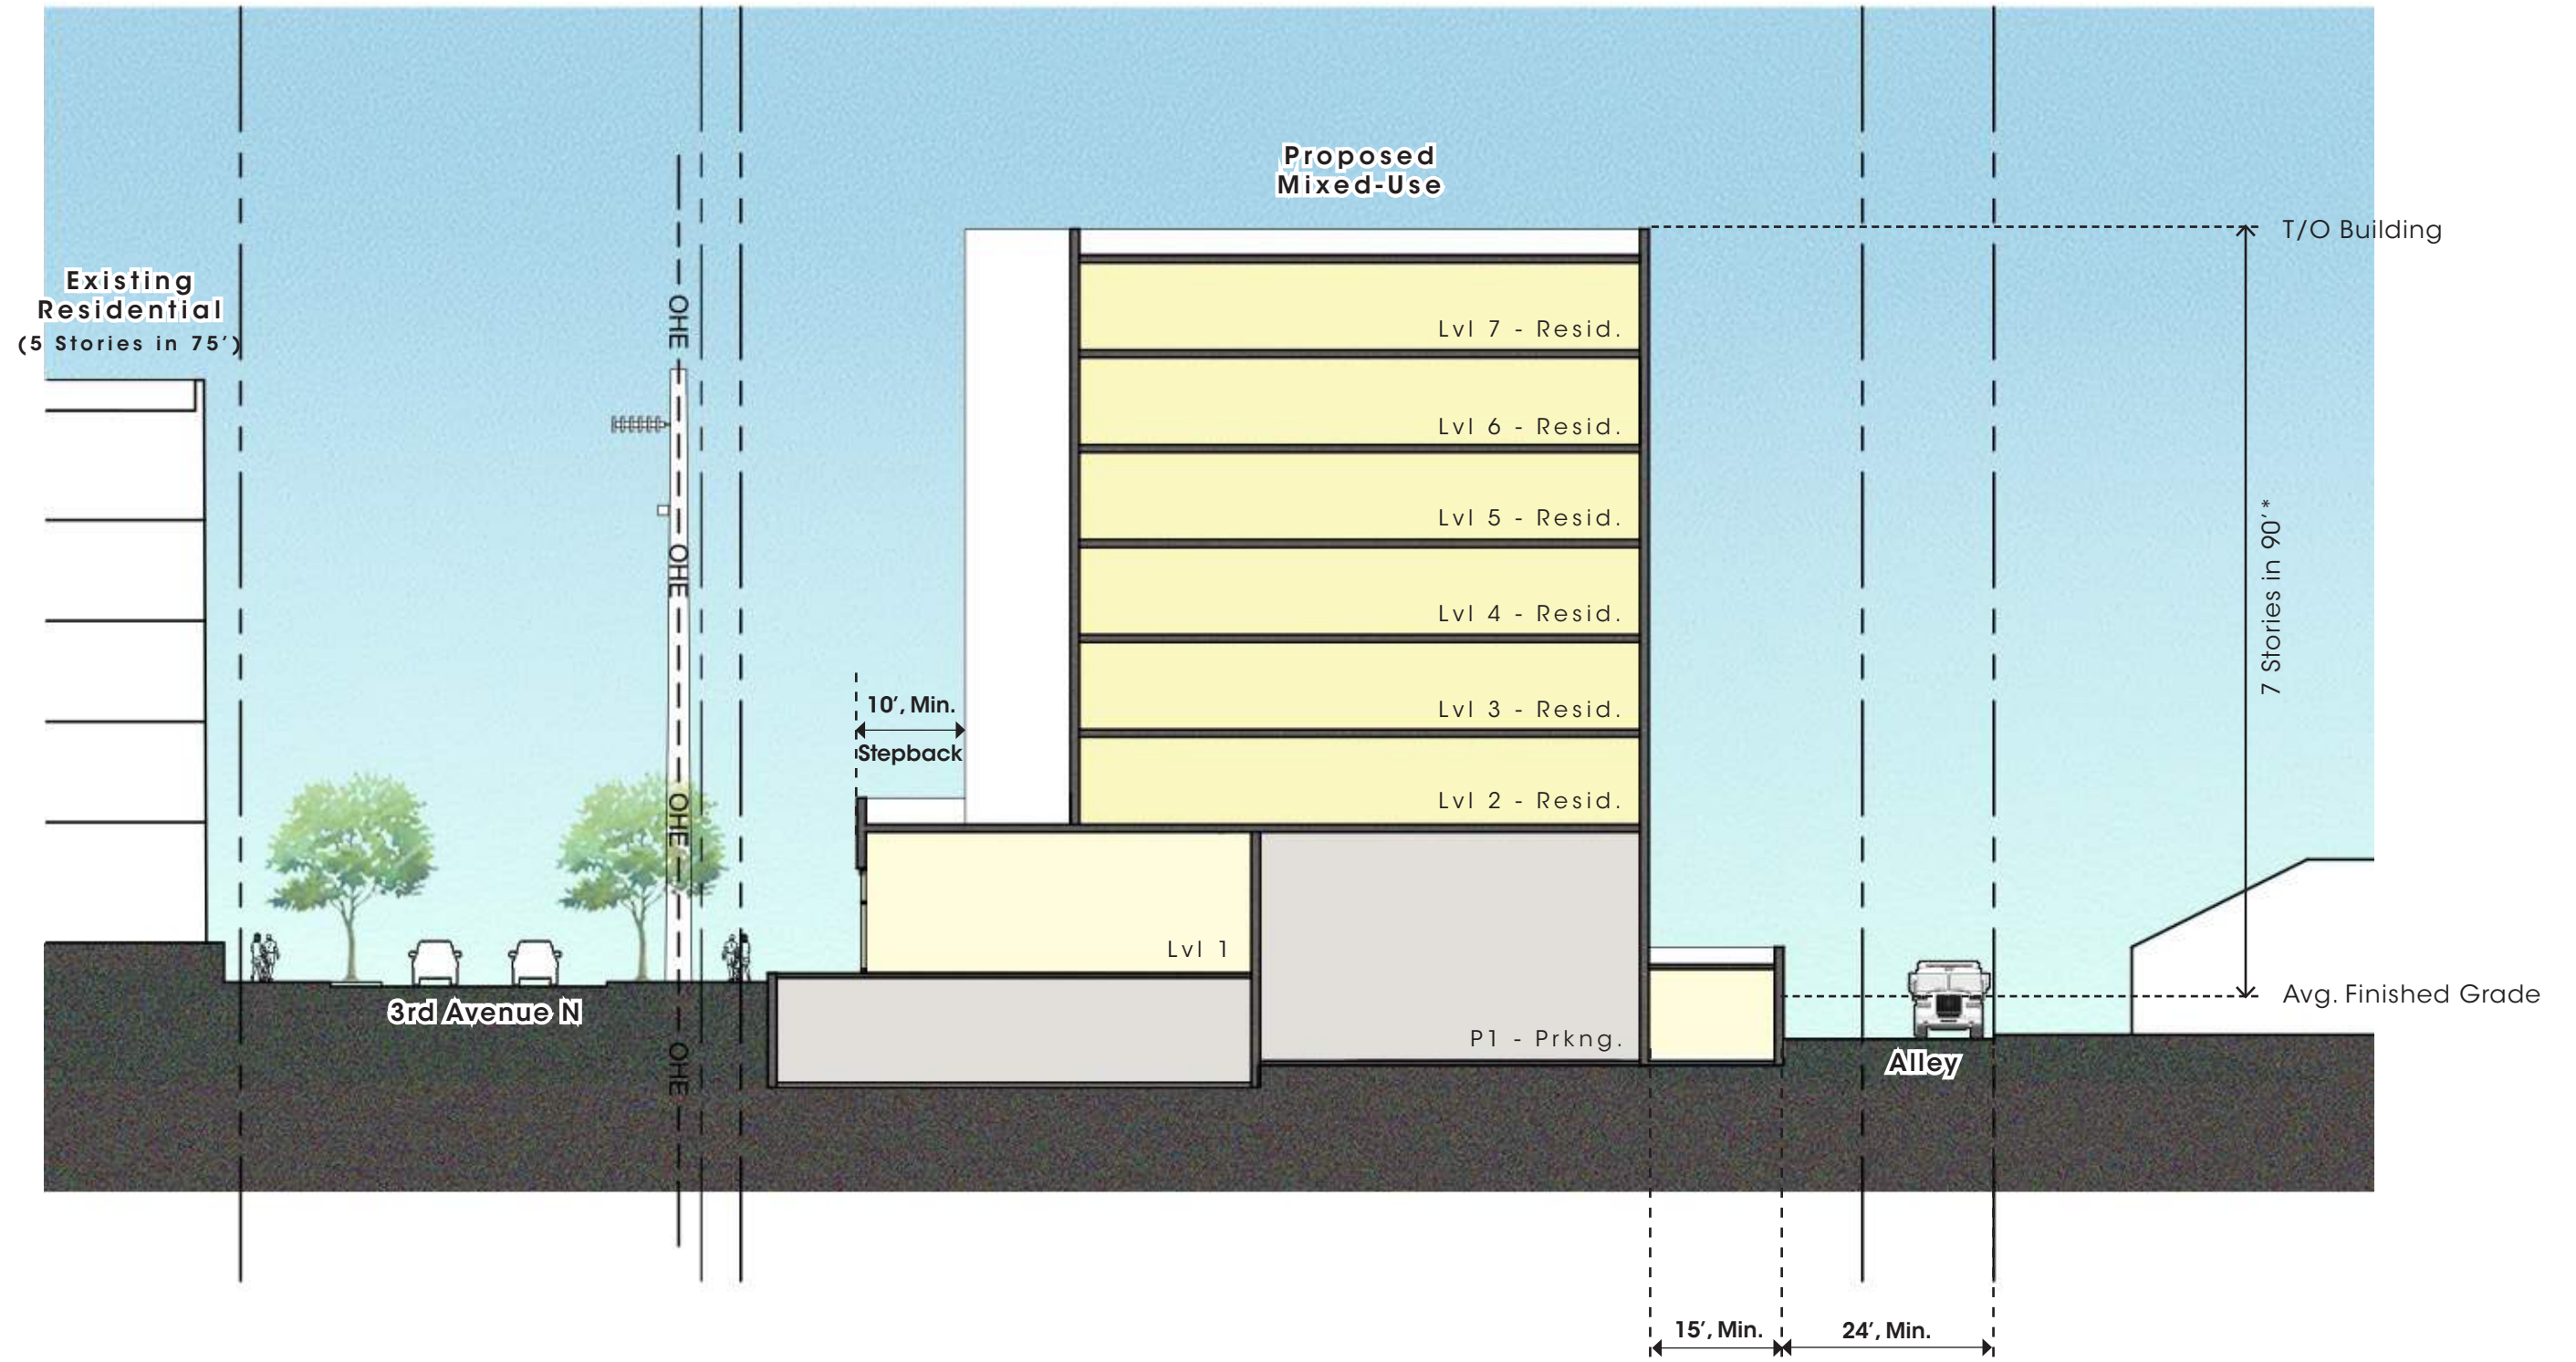 Proposed
Mixed-Use
T/O Building
Existing
Residential
(5 Stories in 75')
OHE
Lvl 7 - Resid.
Lvl 6 - Resid.
Lvl 5 - Resid.
OHE
7 Stories in 90'*
Lvl 4 - Resid.
10', Min.
Stepback
Lvl 3 - Resid.
Lvl 2 - Resid.
OHE
Lvl 1
3rd Avenue N
Avg. Finished Grade
P1 - Prkng.
OHE
Alley
15', Min.
24', Min.